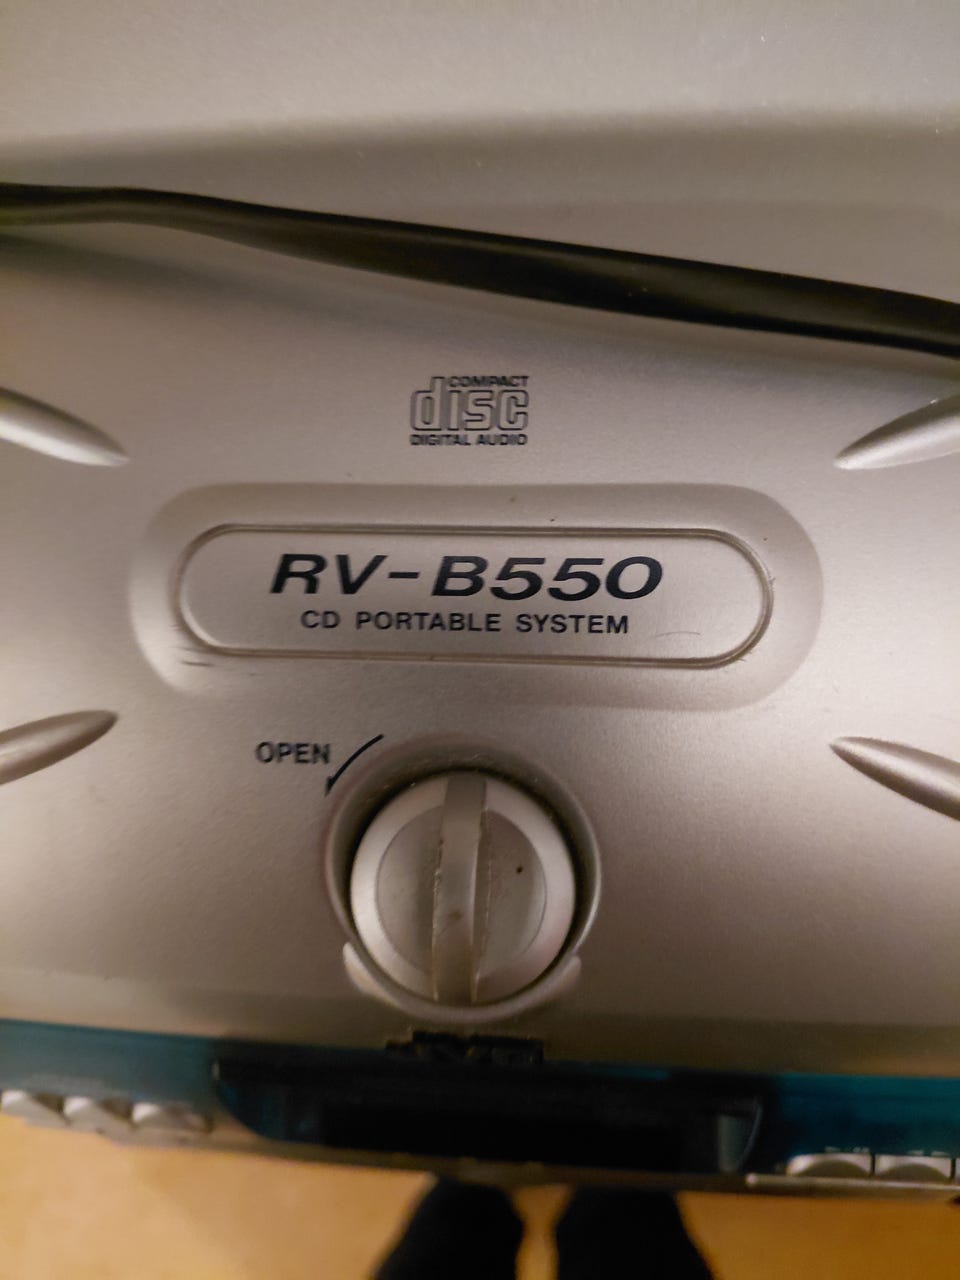 COMPACT
disc
DIGITAL AUDIO
RV-B550
CD PORTABLE SYSTEM
OPEN